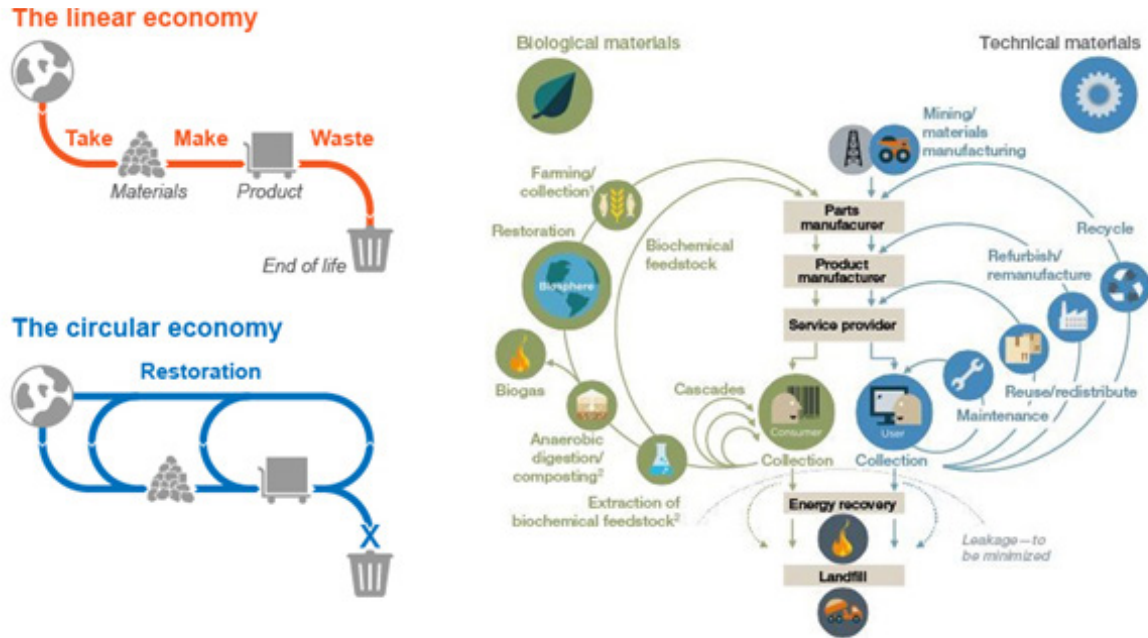 The linear economy
Take
Make
Waste
Materials
Product
End of life
The circular economy
Restoration
X
Biological materials
Technical materials
Mining/
materials
manufacturing
Farming/
collection¹
Parts
manufacurer
Restoration
Biochemical
feedstock
Recycle
Refurbish/
remanufacture
Product
manufacturer
Biosphere
Service provider
Biogas
Cascades
Reuse/redistribute
Maintenance
Consumer
User
Anaerobic
digestion/
composting²
Collection
Collection
Extraction of
biochemical feedstock²
Energy recovery
Leakage—to
be minimized
Landfill